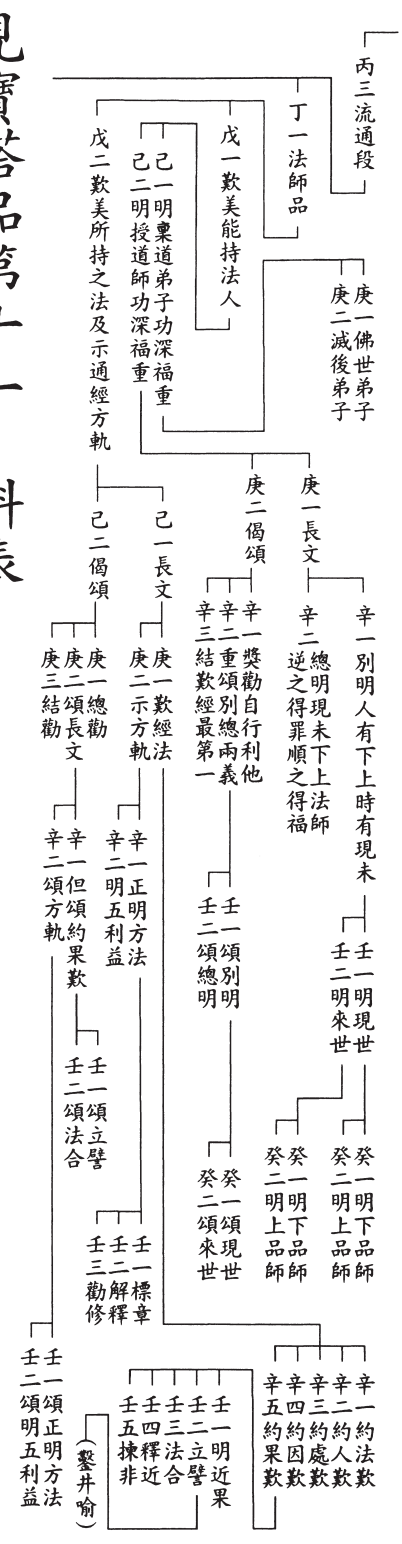 丙三流通段
丁一法師品
戊一歎美能持法人
己一明稟道弟子功深福重
己二明授道師功深福重
戊二歎美所持之法及示通經方軌
庚一佛世弟子
庚二滅後弟子
庚一長文
庚二偈頌
己一長文
己二偈頌
辛一別明人有下上時有現未
辛二總明現未下上法師
逆之得罪順之得福
辛一獎勸自行利他
辛二重頌別總兩義
辛三結歎經最第一
庚一歎經法
庚二示方軌
庚一總勸
庚二頌長文
庚三結勸
辛一正明方法
辛二明五利益
辛一但頌約果歎
辛二頌方軌
壬一明現世
壬二明來世
壬一頌別明
壬二頌總明
壬一頌立譬
壬二頌法合
癸一明下品師
癸二明上品師
癸一明下品師
癸二明上品師
癸一頌現世
癸二頌來世
壬一標章
壬二解釋
壬三勸修
辛一約法歎
辛二約人歎
辛三約處歎
辛四約因歎
辛五約果歎
壬一明近果
壬二立譬
壬三法合
壬四釋近
壬五揀非
(鑿井喻)
壬一頌正明方法
壬二頌明五利益
見寶塔品第十一 科表